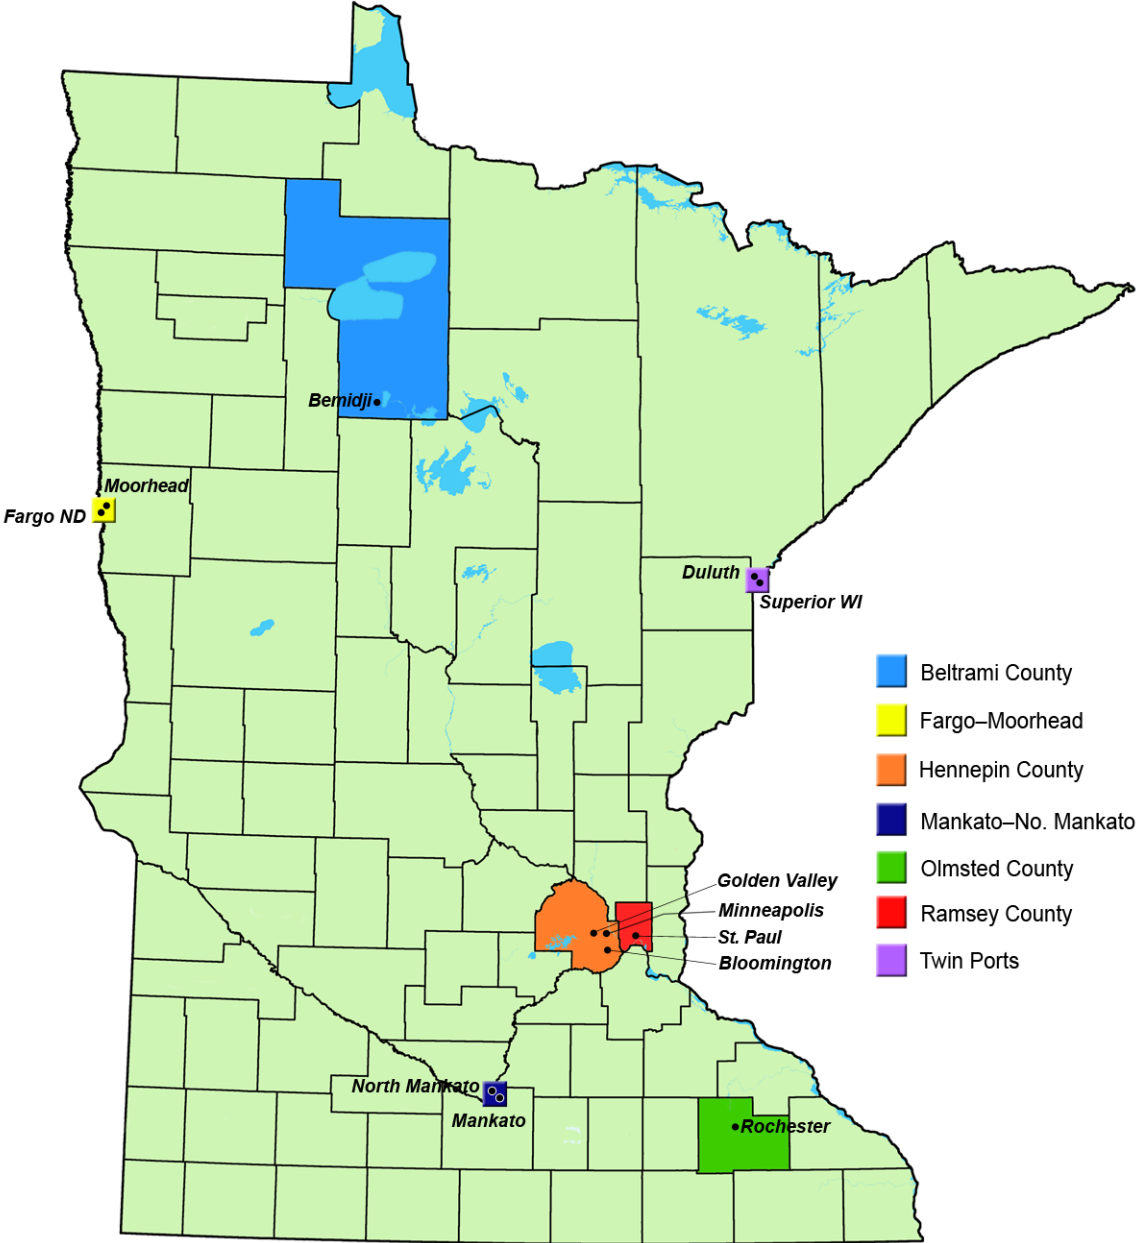 Bemidji
Moorhead
Fargo ND
Duluth
Superior WI
Beltrami County
Fargo–Moorhead
Hennepin County
Mankato–No. Mankato
Olmsted County
Ramsey County
Twin Ports
Golden Valley
Minneapolis
St. Paul
Bloomington
North Mankato
Mankato
Rochester